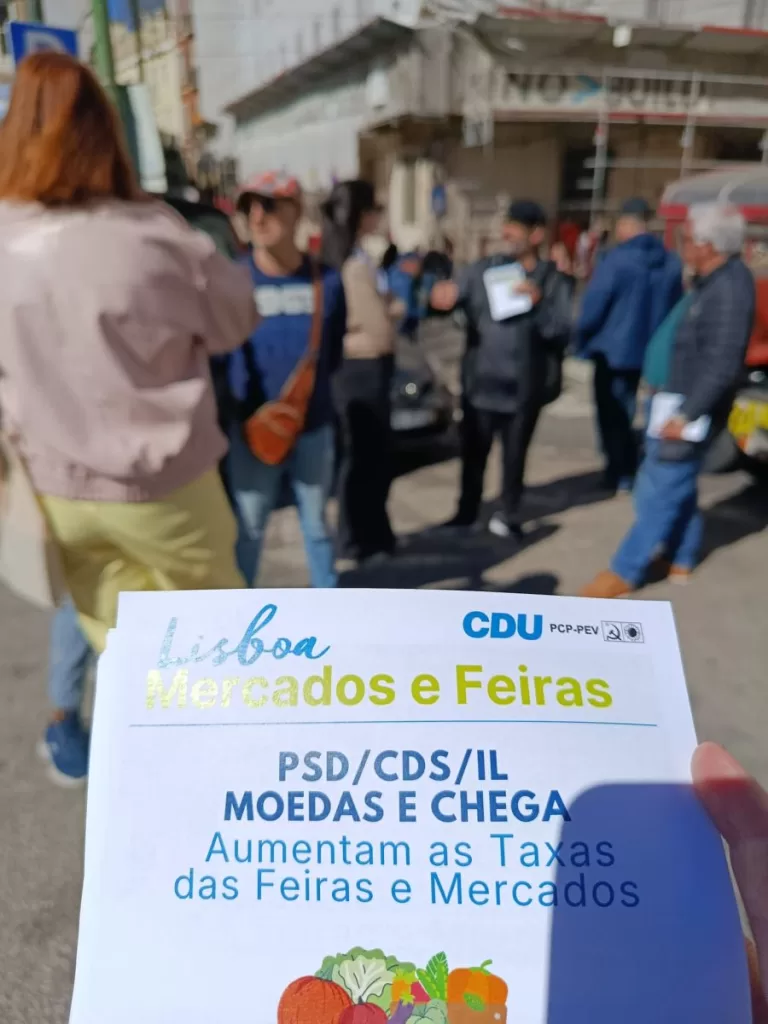 P
Lisboa
CDU PCP-PEV
Mercados e Feiras
PSD/CDS/IL
MOEDAS E CHEGA
Aumentam as Taxas
das Feiras e Mercados